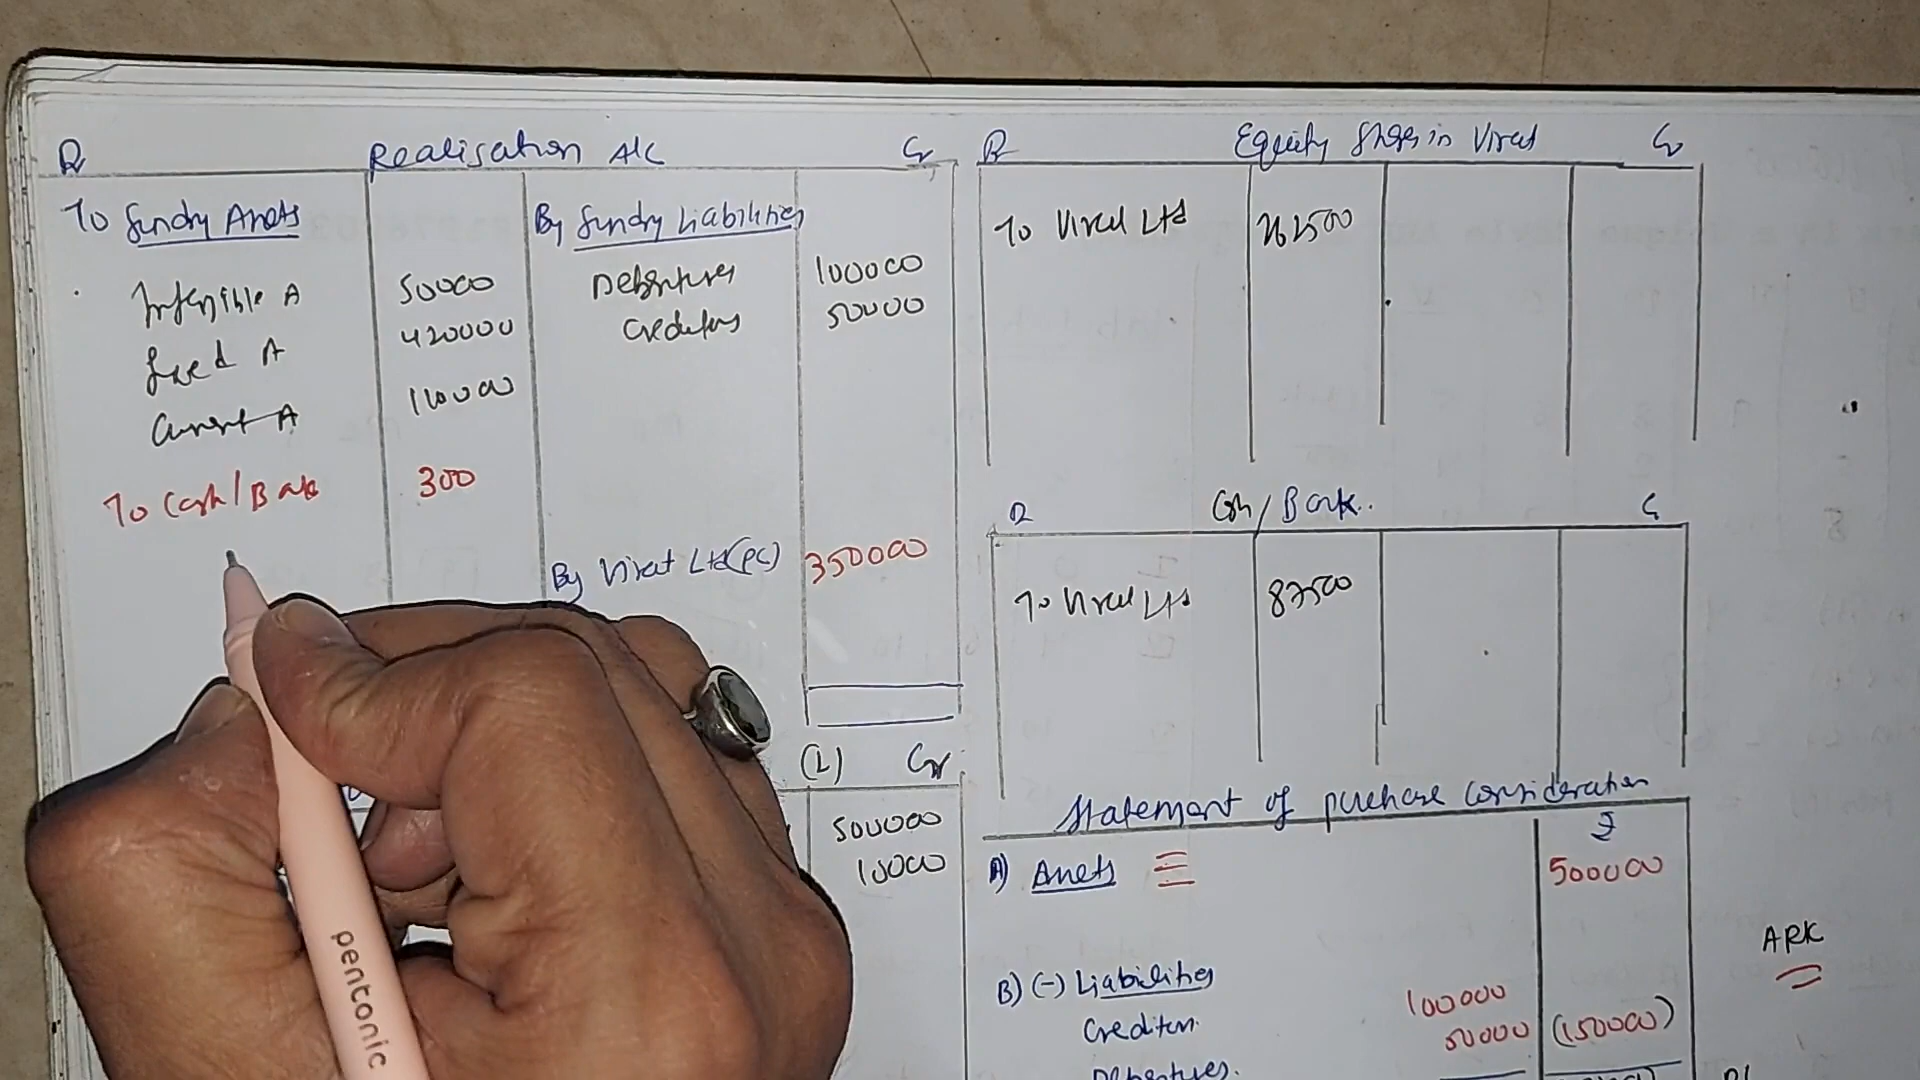 Dr Realisation A/c Cr
To Sundry Assets
Intangible A 50000
Fixed A 420000
Current A 110000
To Cash/Bank 300
By Sundry Liabilities
Debentures 100000
Creditors 50000
By Virat Ltd (PC) 350000
(L) Cr
500000
10000
Dr Equity Shares in Virat Cr
To Virat Ltd 262500
Dr Csh/Bank.. Cr
To Virat Ltd 87500
Statement of purchase consideration
₹
A) Assets 500000
B) (-) Liabilities
Creditors. 100000
50000 (150000)
Debentures.
ARK
pentonic